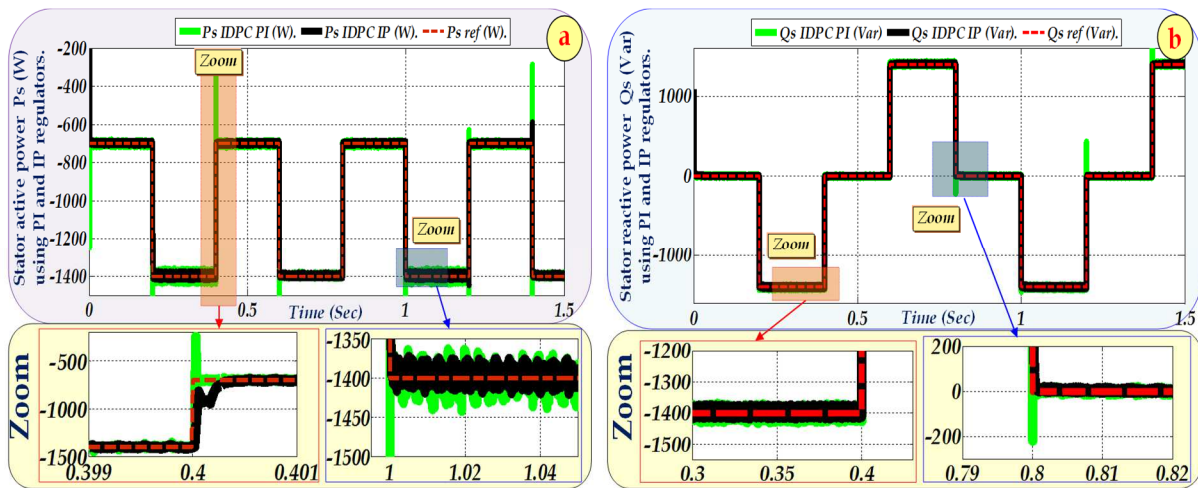 Ps IDPC PI (W). Ps IDPC IP (W). Ps ref (W).
a
Stator active power Ps (W)
using PI and IP regulators.
-200
-400
-600
-800
-1000
-1200
-1400
Zoom
Zoom
0 0.5 1 1.5
Time (Sec)
Qs IDPC PI (Var) Qs IDPC IP (Var). Qs ref (Var).
b
Stator reactive power Qs (Var)
using PI and IP regulators.
1000
0
-1000
Zoom
Zoom
0 0.5 1 1.5
Time (Sec)
Zoom
-500
-1000
-1500
0.399 0.4 0.401
-1350
-1400
-1450
-1500
1 1.02 1.04
Zoom
-1200
-1300
-1400
-1500
0.3 0.35 0.4
200
0
-200
0.79 0.8 0.81 0.82